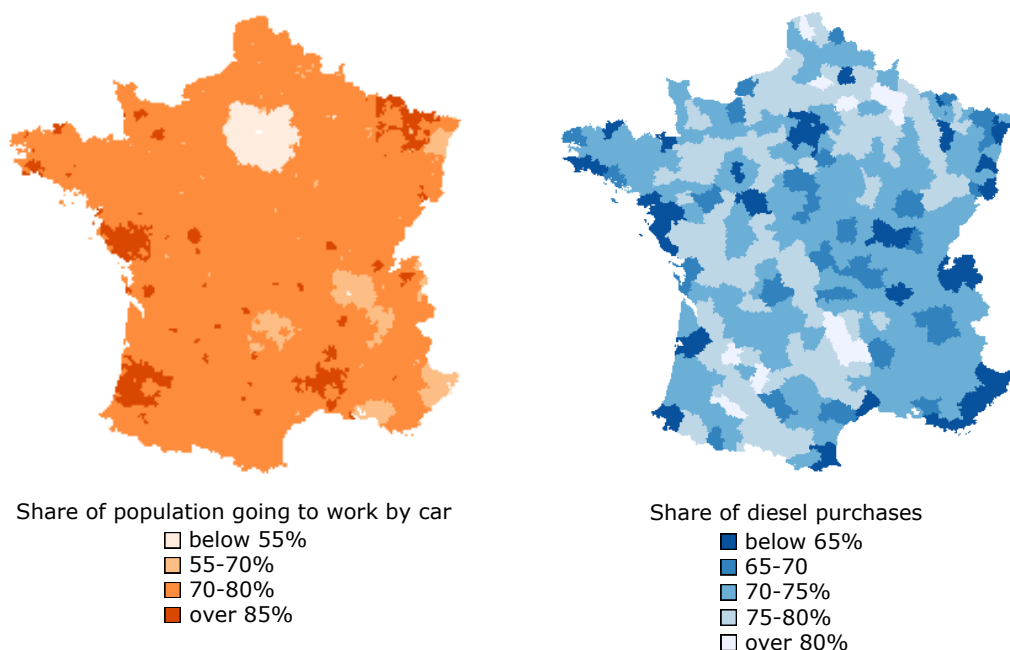 Share of population going to work by car
below 55%
55-70%
70-80%
over 85%
Share of diesel purchases
below 65%
65-70
70-75%
75-80%
over 80%